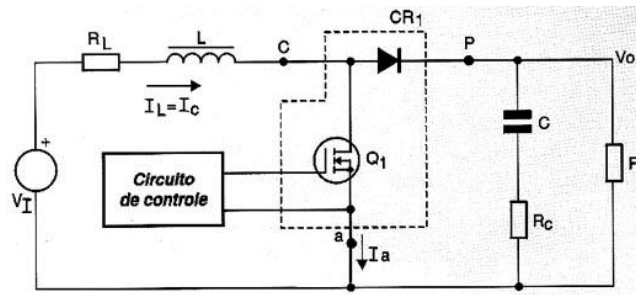 CR1
RL
L
C
P
Vo
IL=Ic
C
Q1
R
+
VI
Circuito
de controle
Rc
a
Ia